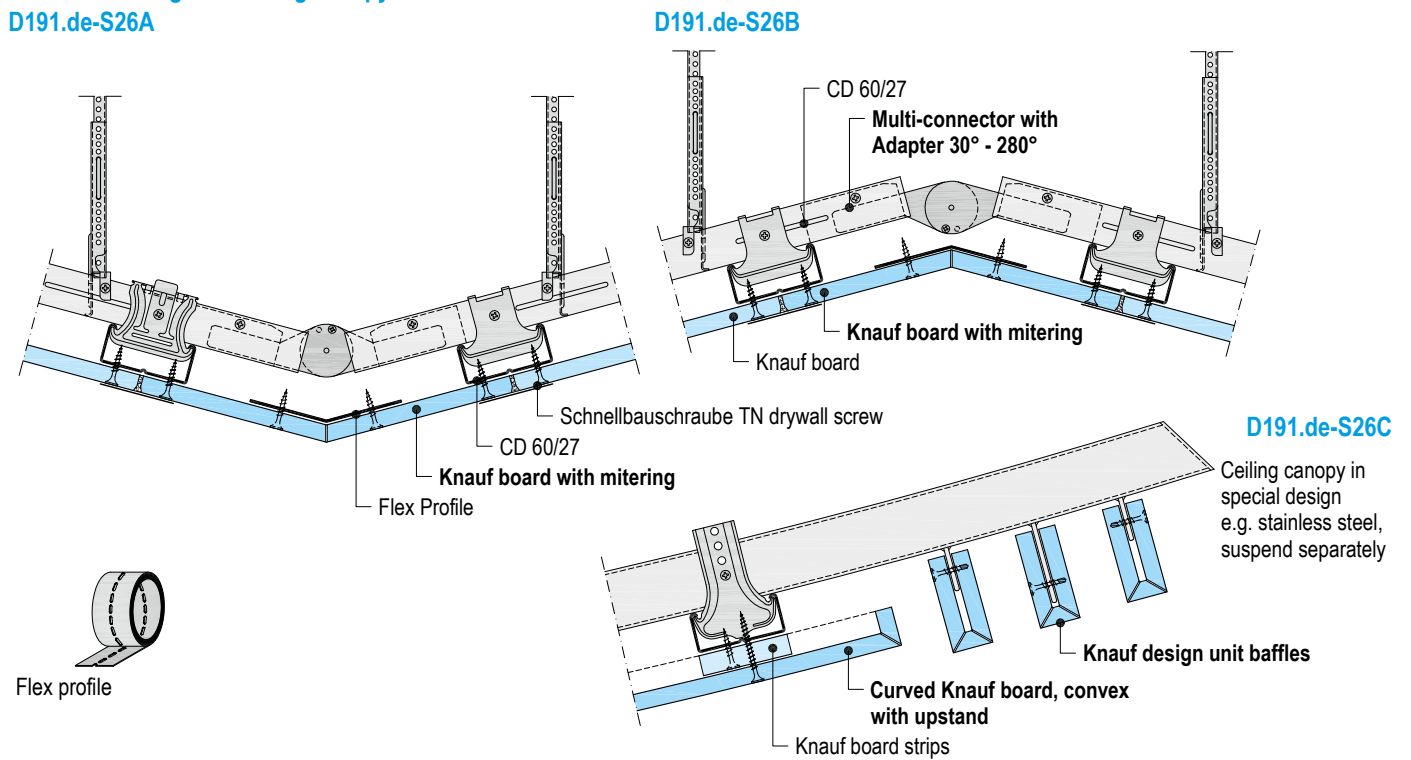 D191.de-S26A
D191.de-S26B
CD 60/27
Multi-connector with
Adapter 30° - 280°
Knauf board with mitering
Knauf board
Schnellbauschraube TN drywall screw
CD 60/27
Knauf board with mitering
Flex Profile
Flex profile
D191.de-S26C
Ceiling canopy in
special design
e.g. stainless steel,
suspend separately
Knauf design unit baffles
Curved Knauf board, convex
with upstand
Knauf board strips